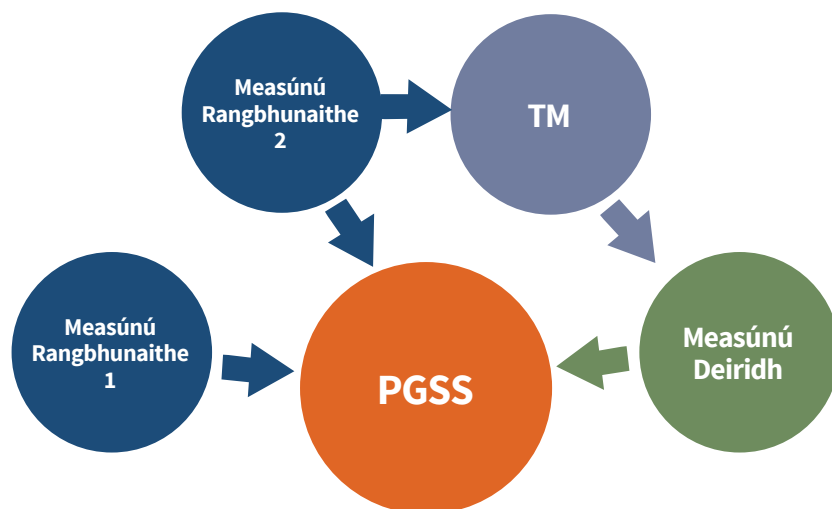 Measúnú
Rangbhunaithe
2
TM
Measúnú
Rangbhunaithe
1
PGSS
Measúnú
Deiridh